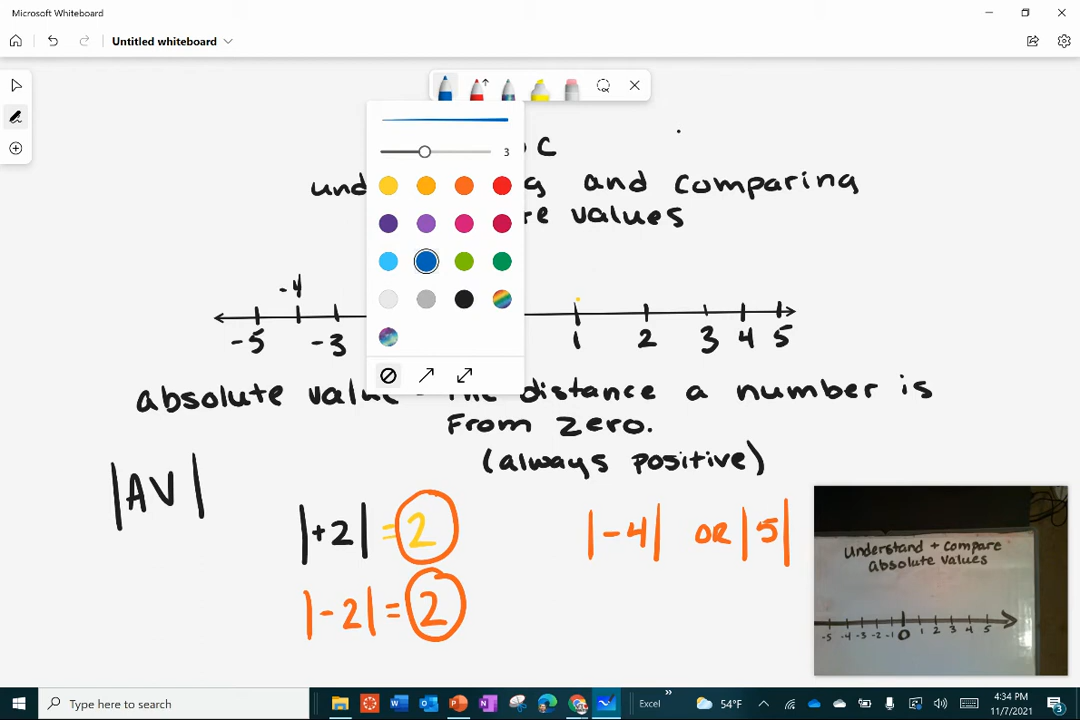 Microsoft Whiteboard
Untitled whiteboard
3
C
und g and comparing
re values
-4
-5 -3 1 2 3 4 5
absolute value - the distance a number is
From zero.
(always positive)
|AV|
|+2| = 2
|-4| OR |5|
|-2| = 2
Understand + Compare
Absolute Values
-5 -4 -3 -2 -1 0 1 2 3 4 5
Type here to search
Excel
54°F
4:34 PM
11/7/2021
3